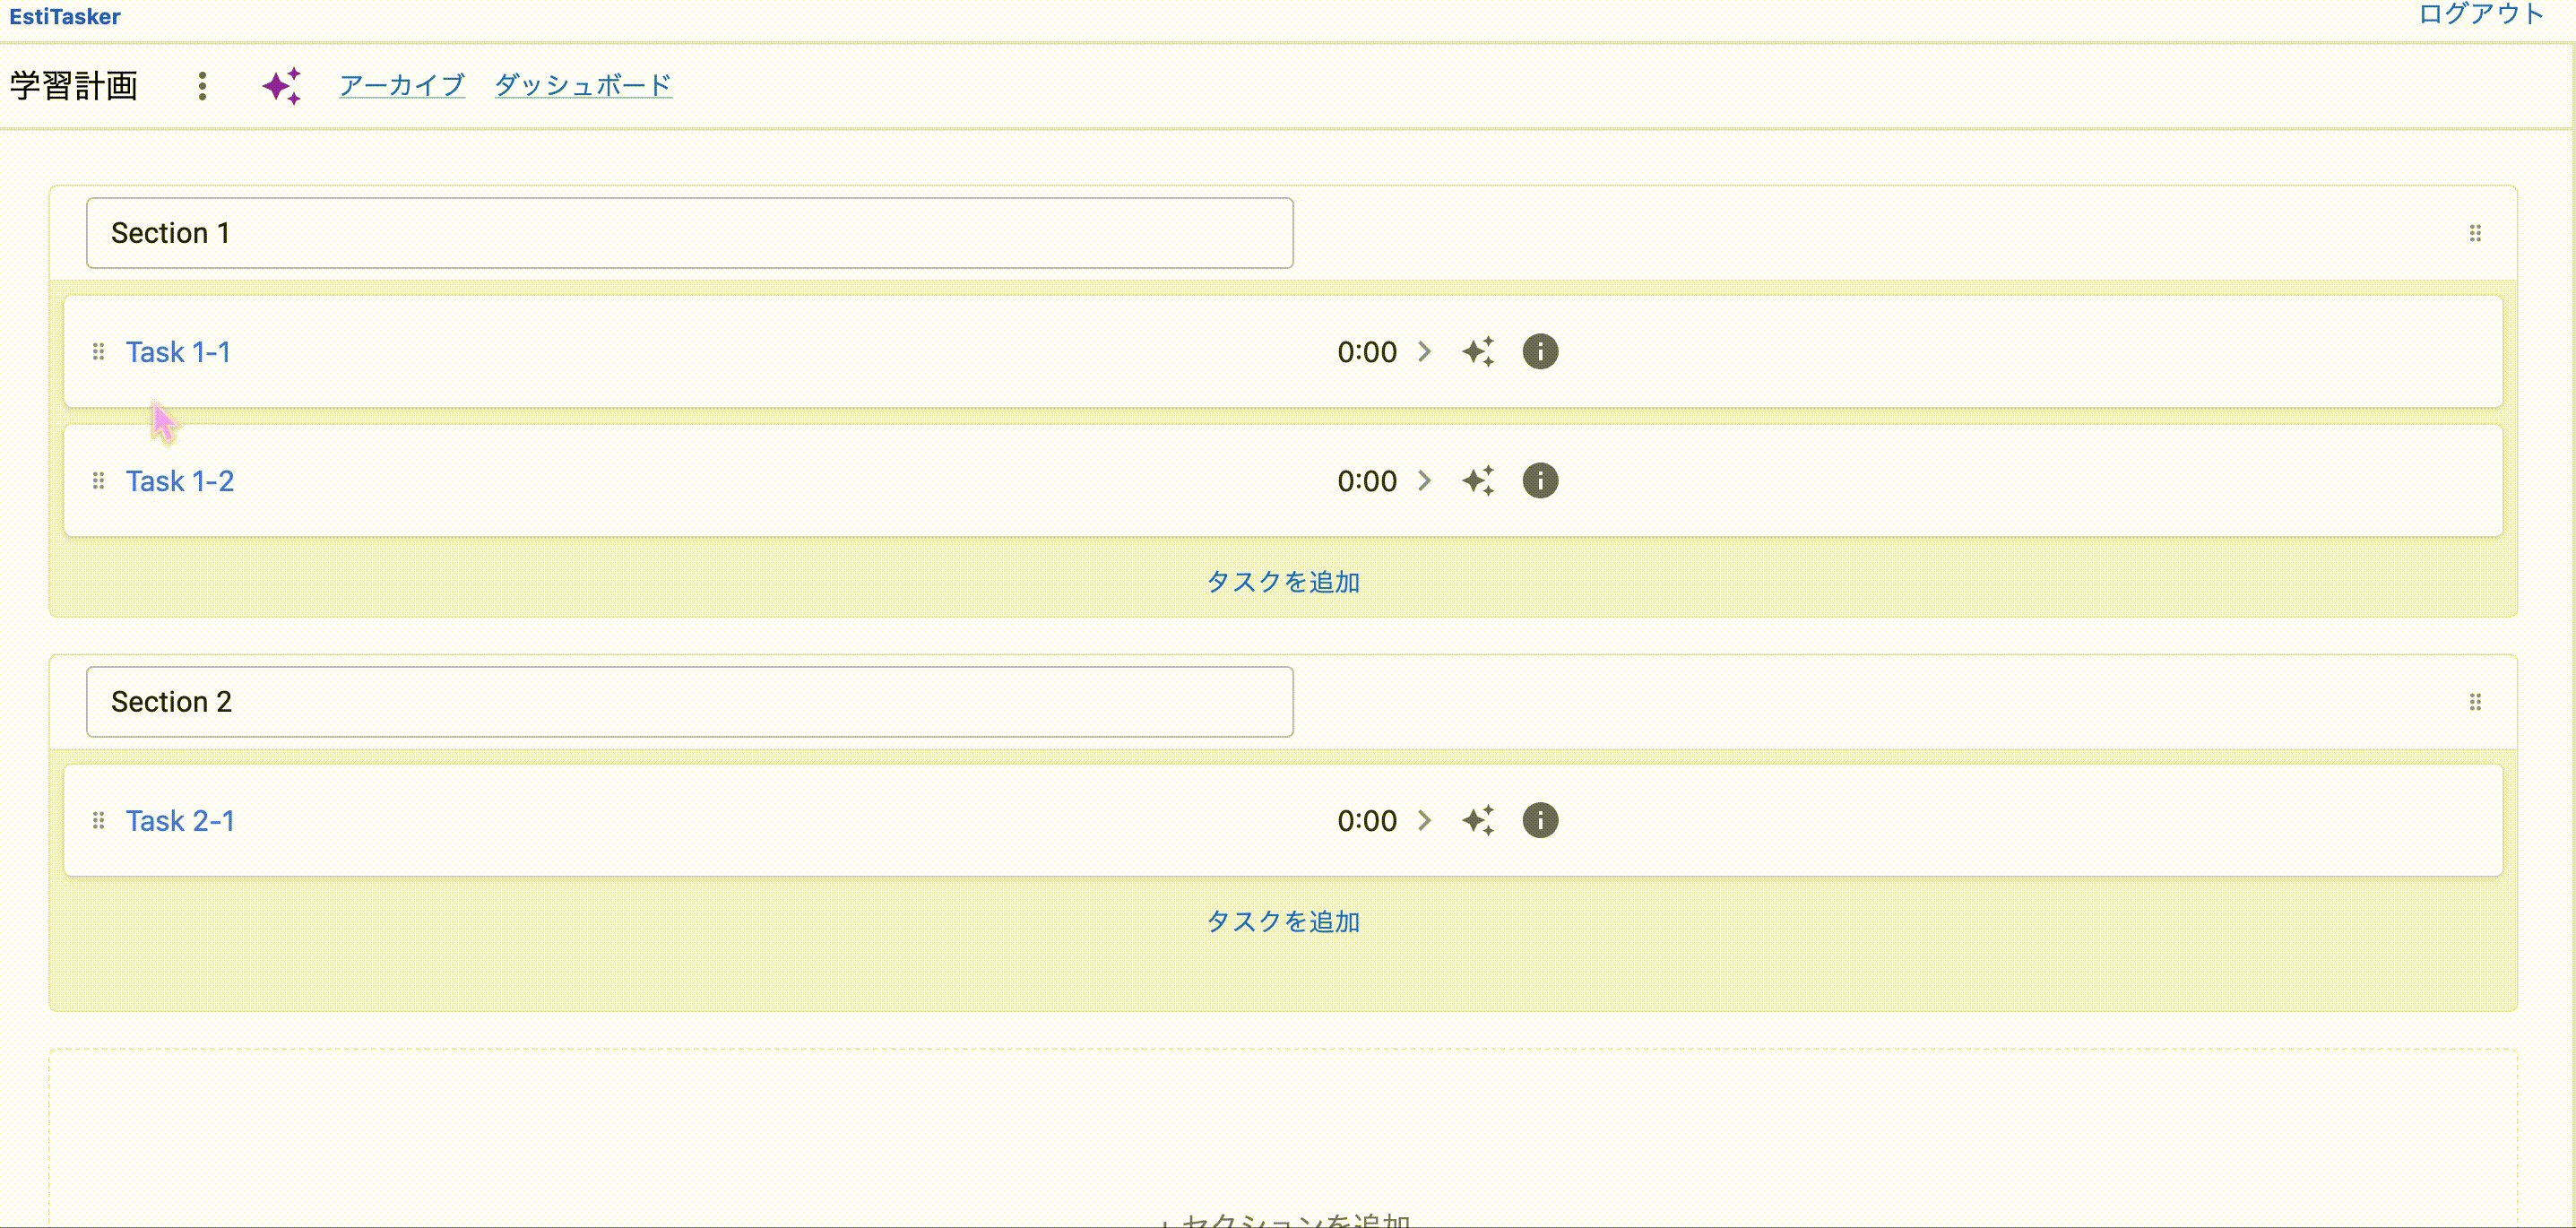 EstiTasker
ログアウト
学習計画 アーカイブ ダッシュボード
Section 1
Task 1-1 0:00
Task 1-2 0:00
タスクを追加
Section 2
Task 2-1 0:00
タスクを追加
+ セクションを追加